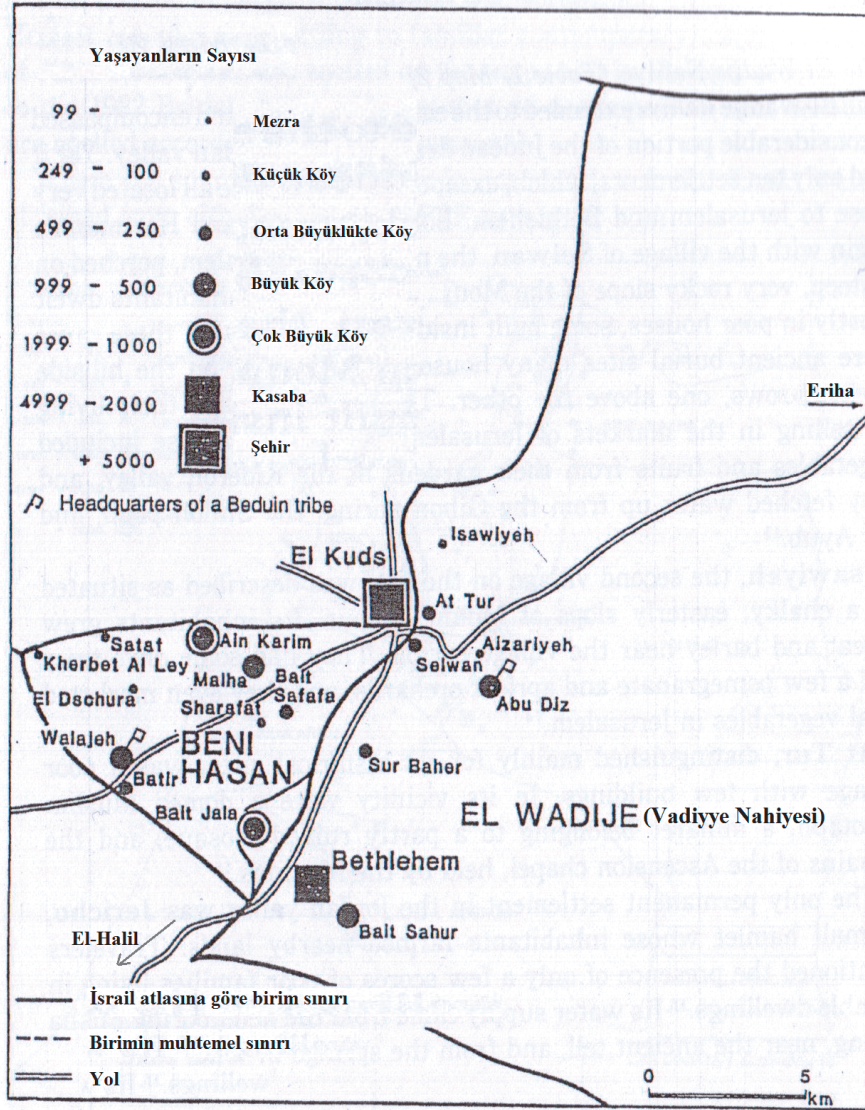 Yaşayanların Sayısı
99 -
Mezra
249 - 100
Küçük Köy
499 - 250
Orta Büyüklükte Köy
999 - 500
Büyük Köy
1999 - 1000
Çok Büyük Köy
4999 - 2000
Kasaba
5000
Şehir
Headquarters of a Beduin tribe
Eriha
Isawiyeh
El Kuds
At Tur
Satat
Ain Karim
Selwan
Aizariyeh
Kherbet Al Ley
Malha
Bait
Safafa
El Dschura
Sharafat
Abu Diz
Walajeh
BENI
HASAN
Sur Baher
Batir
EL WADIJE (Vadiyye Nahiyesi)
Bait Jala
Bethlehem
Bait Sahur
El-Halil
İsrail atlasına göre birim sınırı
Birimin muhtemel sınırı
Yol
0 5
km